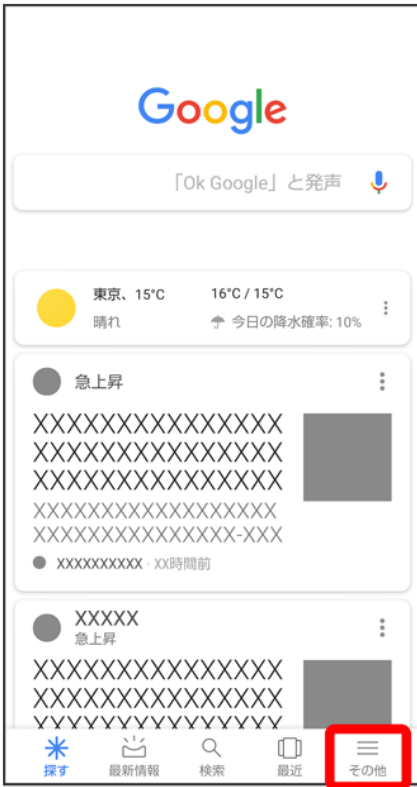 Google
「Ok Google」と発声
東京、15°C 16°C / 15°C
晴れ 今日の降水確率: 10%
急上昇
XXXXXXXXXXXXXXX
XXXXXXXXXXXXXXX
XXXXXXXXXXXXXXX
XXXXXXXXXXXXXXXXX
XXXXXXXXXXXXXX-XXX
XXXXXXXXXX · XX時間前
XXXXX
急上昇
XXXXXXXXXXXXXXX
XXXXXXXXXXXXXXX
XXXXXXXXXXXXXXX
探す 最新情報 検索 最近 その他